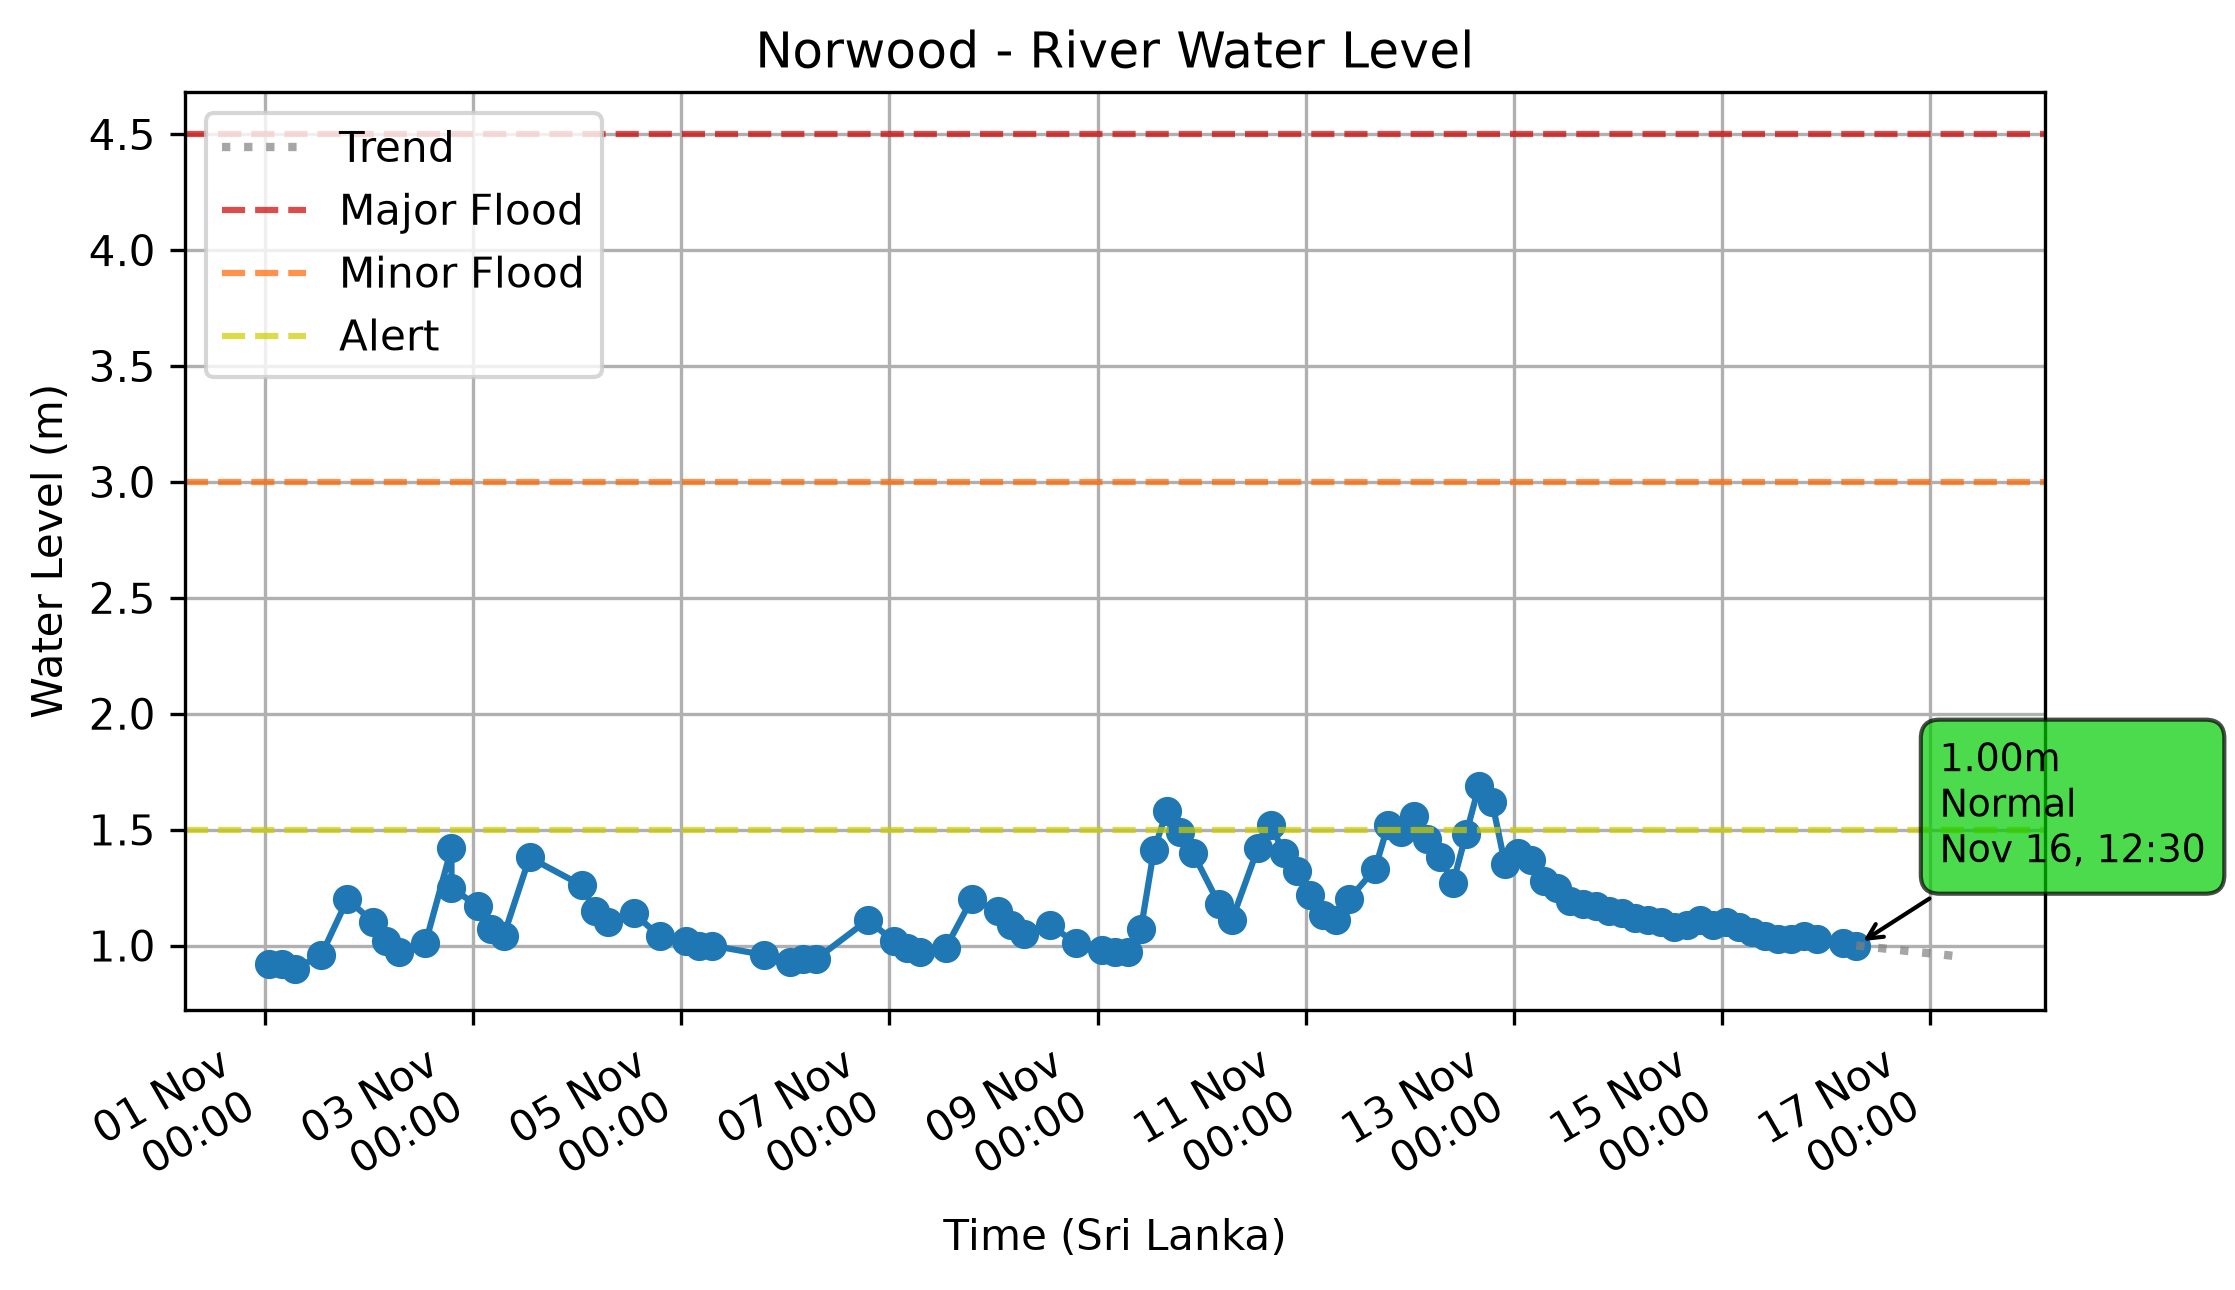 Norwood - River Water Level
4.5
4.0
3.5
3.0
2.5
2.0
1.5
1.0
Water Level (m)
Trend
Major Flood
Minor Flood
Alert
1.00m
Normal
Nov 16, 12:30
01 Nov
00:00
03 Nov
00:00
05 Nov
00:00
07 Nov
00:00
09 Nov
00:00
11 Nov
00:00
13 Nov
00:00
15 Nov
00:00
17 Nov
00:00
Time (Sri Lanka)